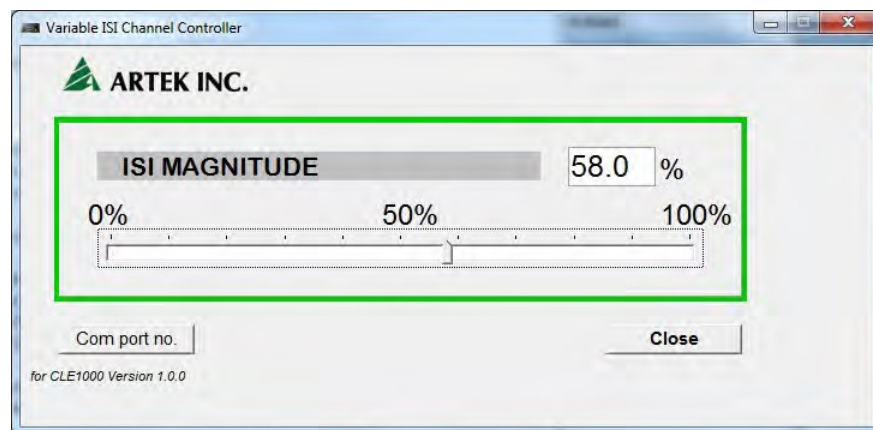 Variable ISI Channel Controller
ARTEK INC.
ISI MAGNITUDE 58.0 %
0% 50% 100%
Com port no. Close
for CLE1000 Version 1.0.0